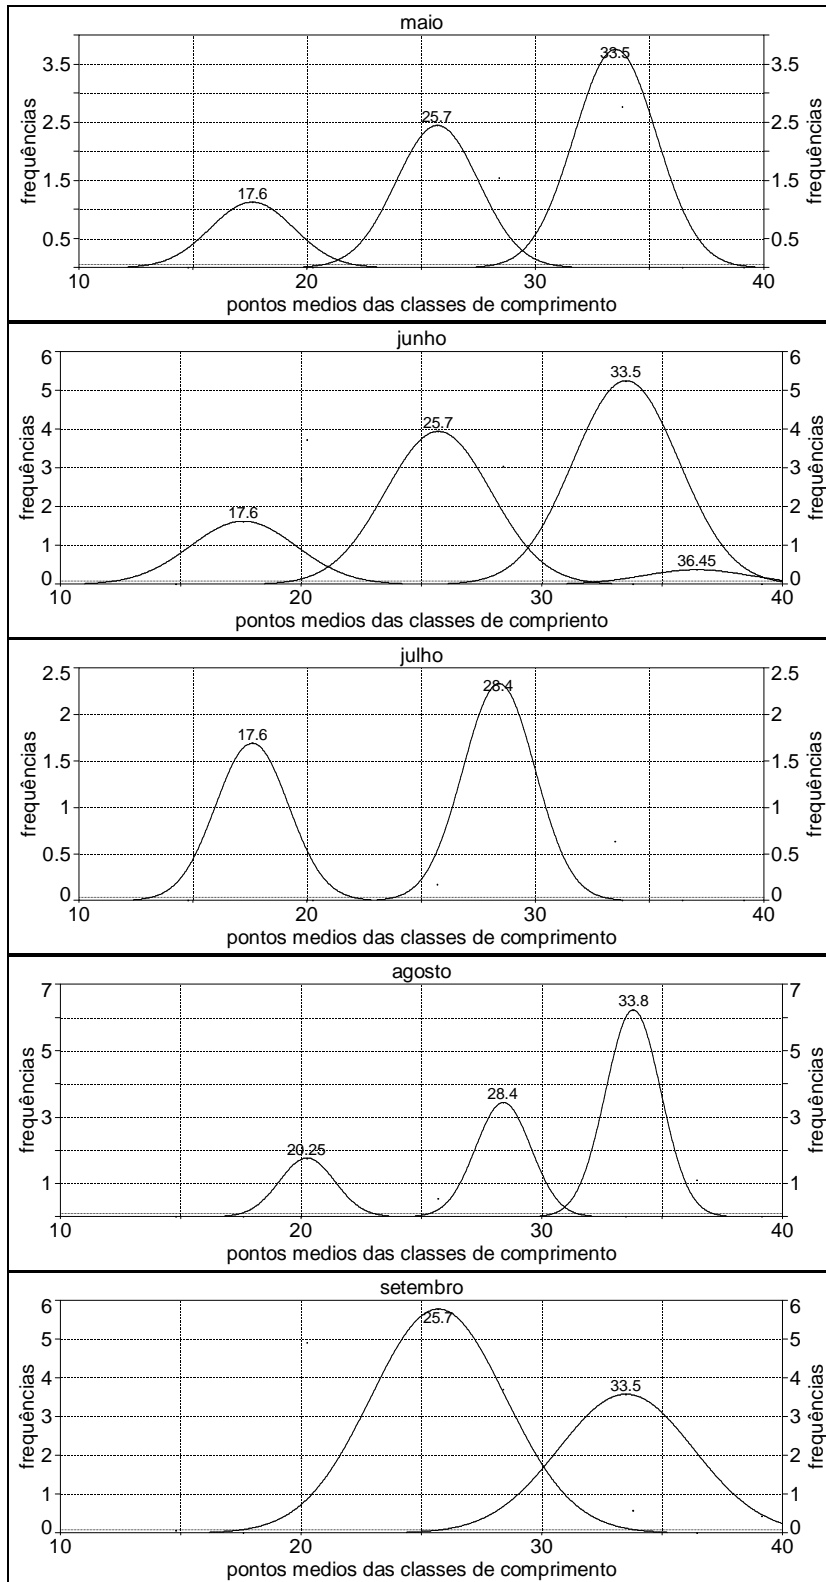 maio
33.5
3.5 3.5
25.7
2.5 2.5
17.6
1.5 1.5
0.5 0.5
frequências frequências
10 20 30 40
pontos medios das classes de comprimento
junho
6 6
33.5
5 5
25.7
4 4
3 3
17.6
2 2
1 1
36.45
0 0
frequências frequências
10 20 30 40
pontos medios das classes de compriento
julho
2.5 2.5
28.4
2 2
17.6
1.5 1.5
1 1
0.5 0.5
0 0
frequências frequências
10 20 30 40
pontos medios das classes de comprimento
agosto
7 7
33.8
5 5
28.4
3 3
20.25
1 1
frequências frequências
10 20 30 40
pontos medios das classes de comprimento
setembro
6 6
25.7
5 5
4 4
33.5
3 3
2 2
1 1
0 0
frequências frequências
10 20 30 40
pontos medios das classes de comprimento